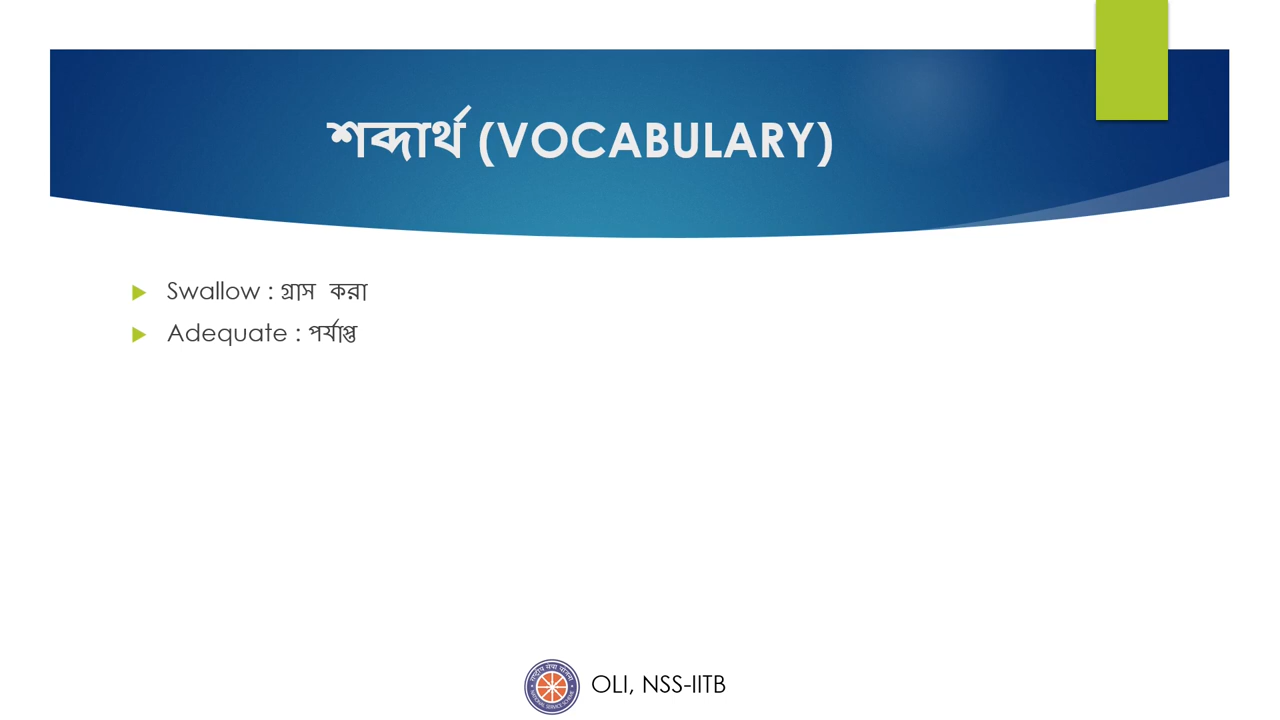 শব্দার্থ (VOCABULARY)
Swallow : গ্রাস করা
Adequate : পর্যাপ্ত
OLI, NSS-IITB